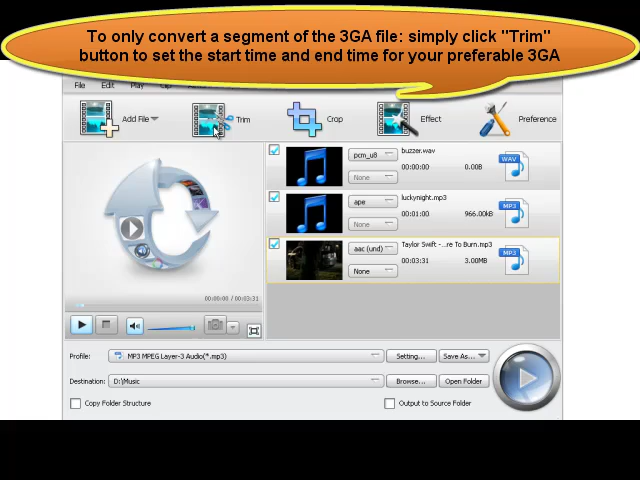 To only convert a segment of the 3GA file: simply click "Trim"
button to set the start time and end time for your preferable 3GA
File Edit Play
Add File Trim Crop Effect Preference
buzzer.wav
pcm_u8 00:00:00 0.00B WAV
None
luckynight.mp3
ape 00:01:00 966.00kB MP3
None
Taylor Swift - ...re To Burn.mp3
aac (und) 00:03:31 3.00MB MP3
None
00:00:00 / 00:03:31
Profile: MP3 MPEG Layer-3 Audio(*.mp3) Setting... Save As...
Destination: D:\Music Browse... Open Folder
Copy Folder Structure Output to Source Folder